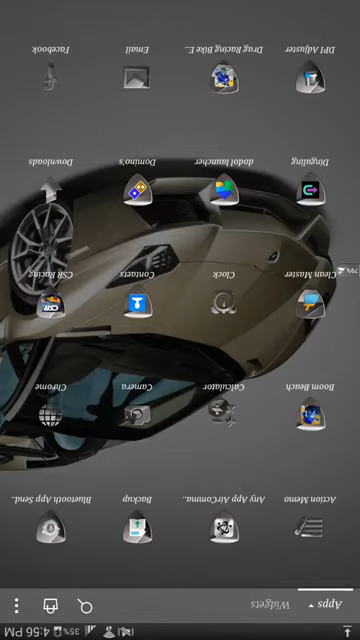 35% 4:56 PM
Apps Widgets
Action Memo Any App AirComma.. Backup Bluetooth App Send..
Boom Beach Calculator Camera Chrome
Clean Master Clock Contacts CSR Racing
Dingaling dodol launcher Domino's Downloads
DPI Adjuster Drag Racing Bike E.. Email Facebook